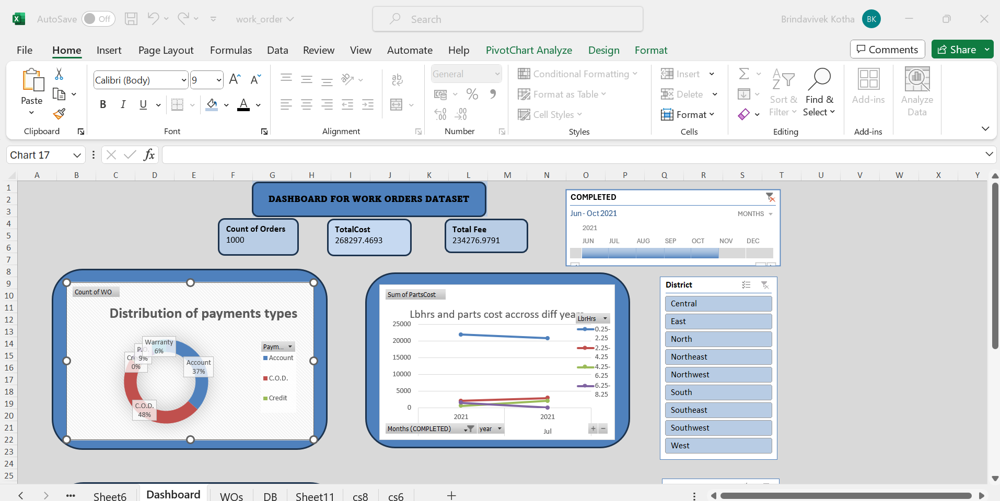 AutoSave Off work_order Search Brindavivek Kotha BK
File Home Insert Page Layout Formulas Data Review View Automate Help PivotChart Analyze Design Format Comments Share
Paste
Clipboard
Calibri (Body) 9
B I U A
Font
ab
Alignment
General
% 9
Number
Conditional Formatting
Format as Table
Cell Styles
Styles
Insert
Delete
Format
Cells
Sort & Filter
Find & Select
Editing
Add-ins
Add-ins
Analyze Data
Chart 17 fx
A B C D E F G H I J K L M N O P Q R S T U V W X Y
1
2
3
4
5
6
7
8
9
10
11
12
13
14
15
16
17
18
19
20
21
22
23
24
25
DASHBOARD FOR WORK ORDERS DATASET
Count of Orders
1000
TotalCost
268297.4693
Total Fee
234276.9791
COMPLETED
Jun - Oct 2021 MONTHS
2021
JUN JUL AUG SEP OCT NOV DEC
Count of WO
Distribution of payments types
Warranty
6%
P.O.
9%
Cre
0%
Account
37%
C.O.D.
48%
Paym...
Account
C.O.D.
Credit
Sum of PartsCost
Lbhrs and parts cost accross diff years
LbrHrs
0.25-
2.25
2.25-
4.25
4.25-
6.25
6.25-
8.25
25000
20000
15000
10000
5000
0
2021 2021
Jul
Months (COMPLETED) year + −
District
Central
East
North
Northeast
Northwest
South
Southeast
Southwest
West
Sheet6 Dashboard WOs DB Sheet11 cs8 cs6